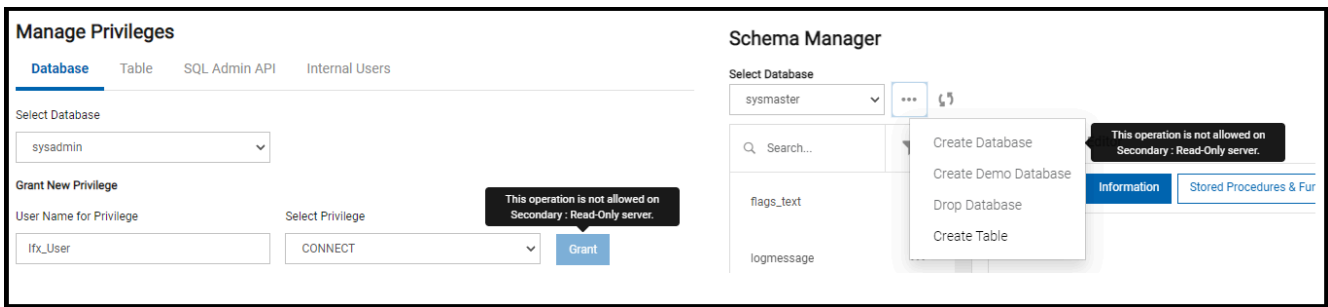 Manage Privileges
Database Table SQL Admin API Internal Users
Select Database
sysadmin
Grant New Privilege
User Name for Privilege Select Privilege
This operation is not allowed on
Secondary : Read-Only server.
Ifx_User CONNECT Grant
Schema Manager
Select Database
sysmaster
Search...
Create Database
This operation is not allowed on
Secondary : Read-Only server.
Create Demo Database
Information Stored Procedures & Fur
flags_text
Drop Database
Create Table
logmessage